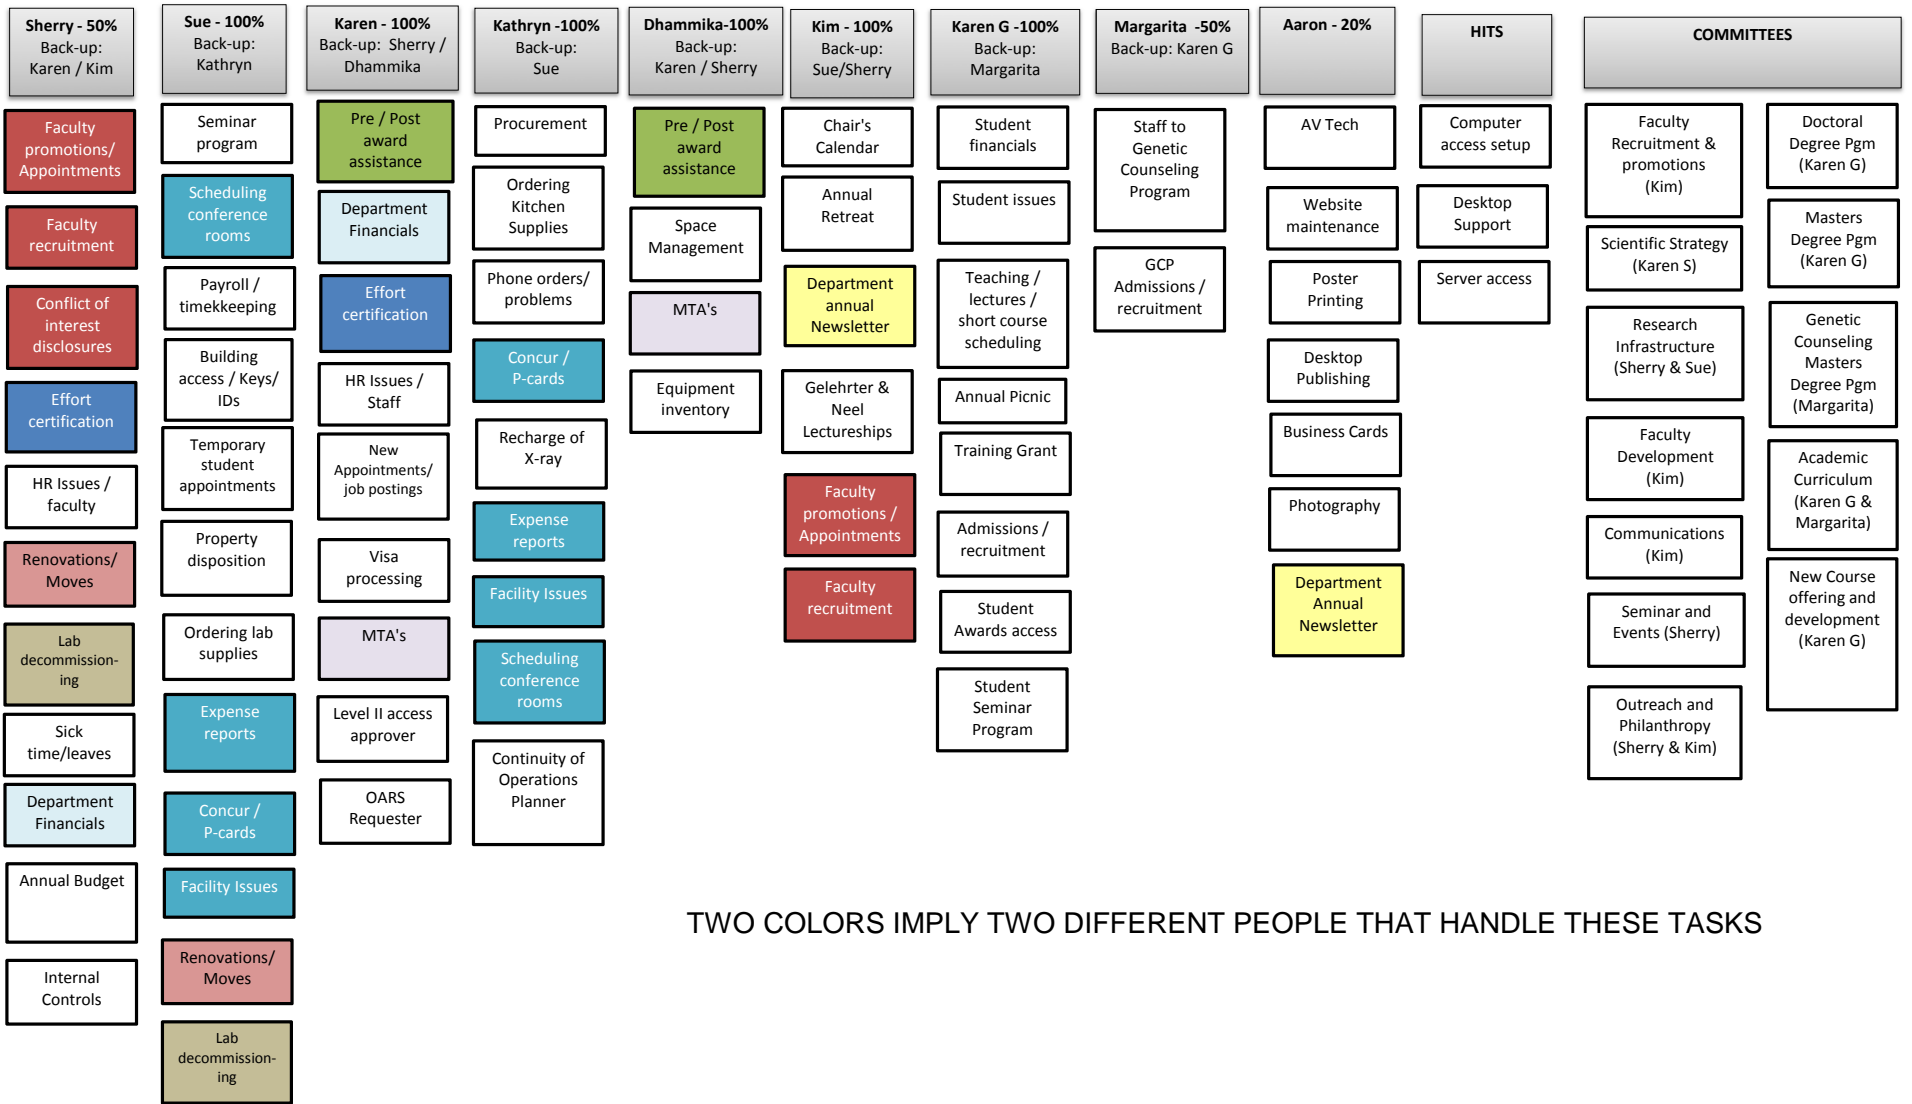 Sherry - 50%
Back-up:
Karen / Kim
Faculty
promotions/
Appointments
Faculty
recruitment
Conflict of
interest
disclosures
Effort
certification
HR Issues /
faculty
Renovations/
Moves
Lab
decommission-
ing
Sick
time/leaves
Department
Financials
Annual Budget
Internal
Controls
Sue - 100%
Back-up:
Kathryn
Seminar
program
Scheduling
conference
rooms
Payroll /
timekkeeping
Building
access / Keys/
IDs
Temporary
student
appointments
Property
disposition
Ordering lab
supplies
Expense
reports
Concur /
P-cards
Facility Issues
Renovations/
Moves
Lab
decommission-
ing
Karen - 100%
Back-up: Sherry /
Dhammika
Pre / Post
award
assistance
Department
Financials
Effort
certification
HR Issues /
Staff
New
Appointments/
job postings
Visa
processing
MTA's
Level II access
approver
OARS
Requester
Kathryn -100%
Back-up:
Sue
Procurement
Ordering
Kitchen
Supplies
Phone orders/
problems
Concur /
P-cards
Recharge of
X-ray
Expense
reports
Facility Issues
Scheduling
conference
rooms
Continuity of
Operations
Planner
Dhammika-100%
Back-up:
Karen / Sherry
Pre / Post
award
assistance
Space
Management
MTA's
Equipment
inventory
Kim - 100%
Back-up:
Sue/Sherry
Chair's
Calendar
Annual
Retreat
Department
annual
Newsletter
Gelehrter &
Neel
Lectureships
Faculty
promotions /
Appointments
Faculty
recruitment
Karen G -100%
Back-up:
Margarita
Student
financials
Student issues
Teaching /
lectures /
short course
scheduling
Annual Picnic
Training Grant
Admissions /
recruitment
Student
Awards access
Student
Seminar
Program
Margarita -50%
Back-up: Karen G
Staff to
Genetic
Counseling
Program
GCP
Admissions /
recruitment
Aaron - 20%
AV Tech
Website
maintenance
Poster
Printing
Desktop
Publishing
Business Cards
Photography
Department
Annual
Newsletter
HITS
Computer
access setup
Desktop
Support
Server access
COMMITTEES
Faculty
Recruitment &
promotions
(Kim)
Scientific Strategy
(Karen S)
Research
Infrastructure
(Sherry & Sue)
Faculty
Development
(Kim)
Communications
(Kim)
Seminar and
Events (Sherry)
Outreach and
Philanthropy
(Sherry & Kim)
Doctoral
Degree Pgm
(Karen G)
Masters
Degree Pgm
(Karen G)
Genetic
Counseling
Masters
Degree Pgm
(Margarita)
Academic
Curriculum
(Karen G &
Margarita)
New Course
offering and
development
(Karen G)
TWO COLORS IMPLY TWO DIFFERENT PEOPLE THAT HANDLE THESE TASKS